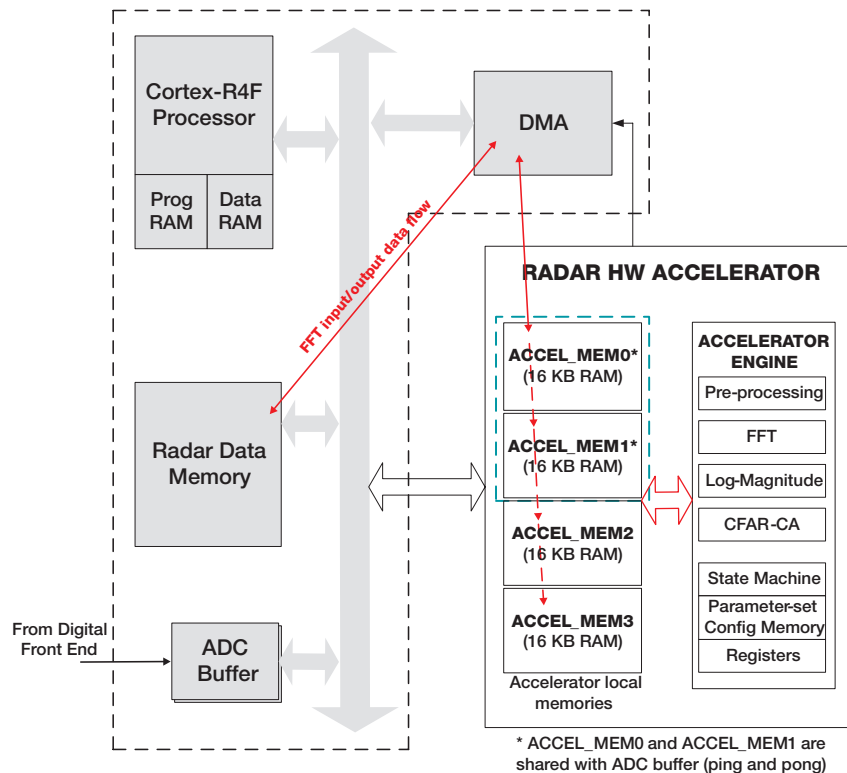 Cortex-R4F
Processor
Prog
RAM
Data
RAM
DMA
FFT input/output data flow
RADAR HW ACCELERATOR
ACCEL_MEM0*
(16 KB RAM)
ACCEL_MEM1*
(16 KB RAM)
ACCEL_MEM2
(16 KB RAM)
ACCEL_MEM3
(16 KB RAM)
Accelerator local
memories
ACCELERATOR
ENGINE
Pre-processing
FFT
Log-Magnitude
CFAR-CA
State Machine
Parameter-set
Config Memory
Registers
Radar Data
Memory
From Digital
Front End
ADC
Buffer
* ACCEL_MEM0 and ACCEL_MEM1 are
shared with ADC buffer (ping and pong)